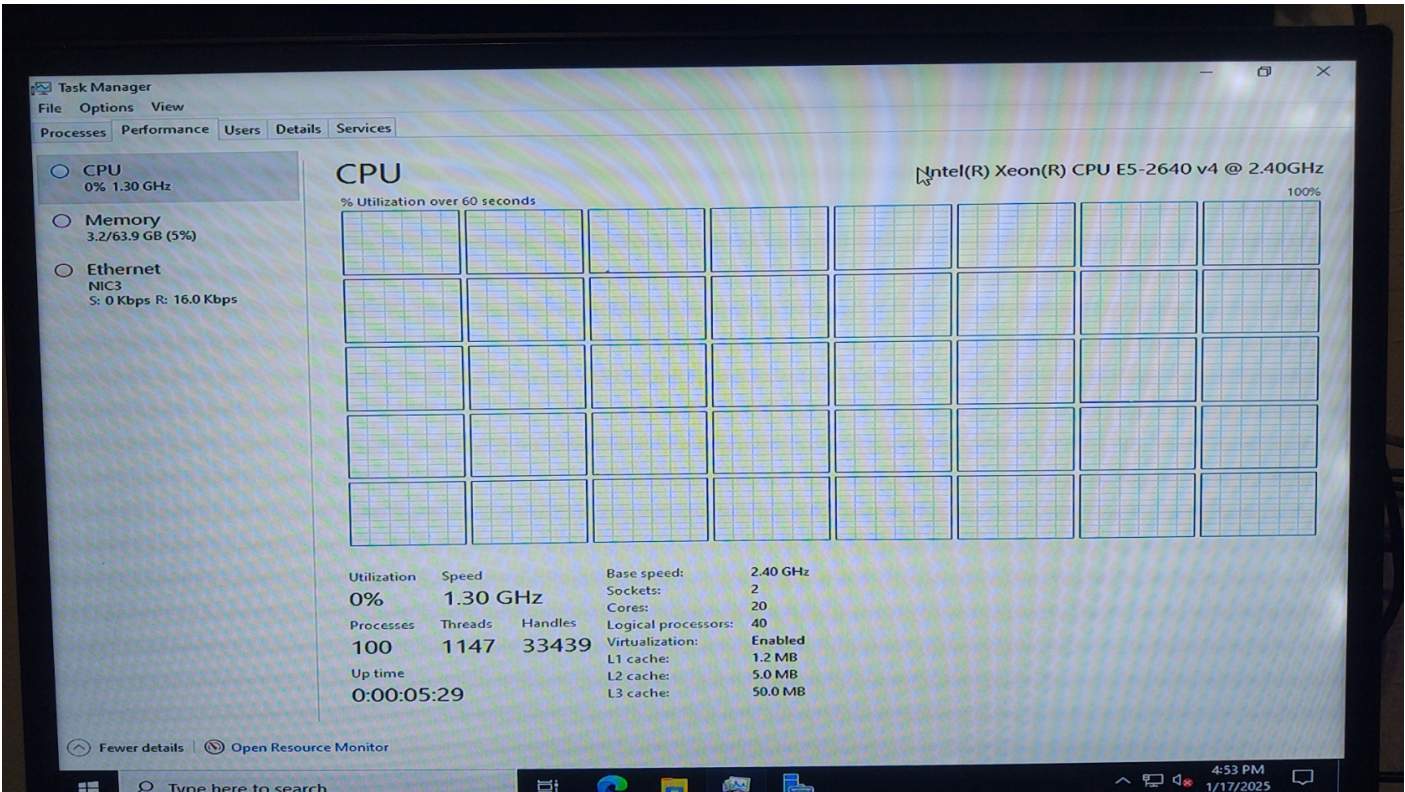 Task Manager
File Options View
Processes Performance Users Details Services
CPU
0% 1.30 GHz
Memory
3.2/63.9 GB (5%)
Ethernet
NIC3
S: 0 Kbps R: 16.0 Kbps
CPU
Intel(R) Xeon(R) CPU E5-2640 v4 @ 2.40GHz
% Utilization over 60 seconds
100%
Utilization Speed
0% 1.30 GHz
Processes Threads Handles
100 1147 33439
Up time
0:00:05:29
Base speed: 2.40 GHz
Sockets: 2
Cores: 20
Logical processors: 40
Virtualization: Enabled
L1 cache: 1.2 MB
L2 cache: 5.0 MB
L3 cache: 50.0 MB
Fewer details Open Resource Monitor
Type here to search
4:53 PM
1/17/2025